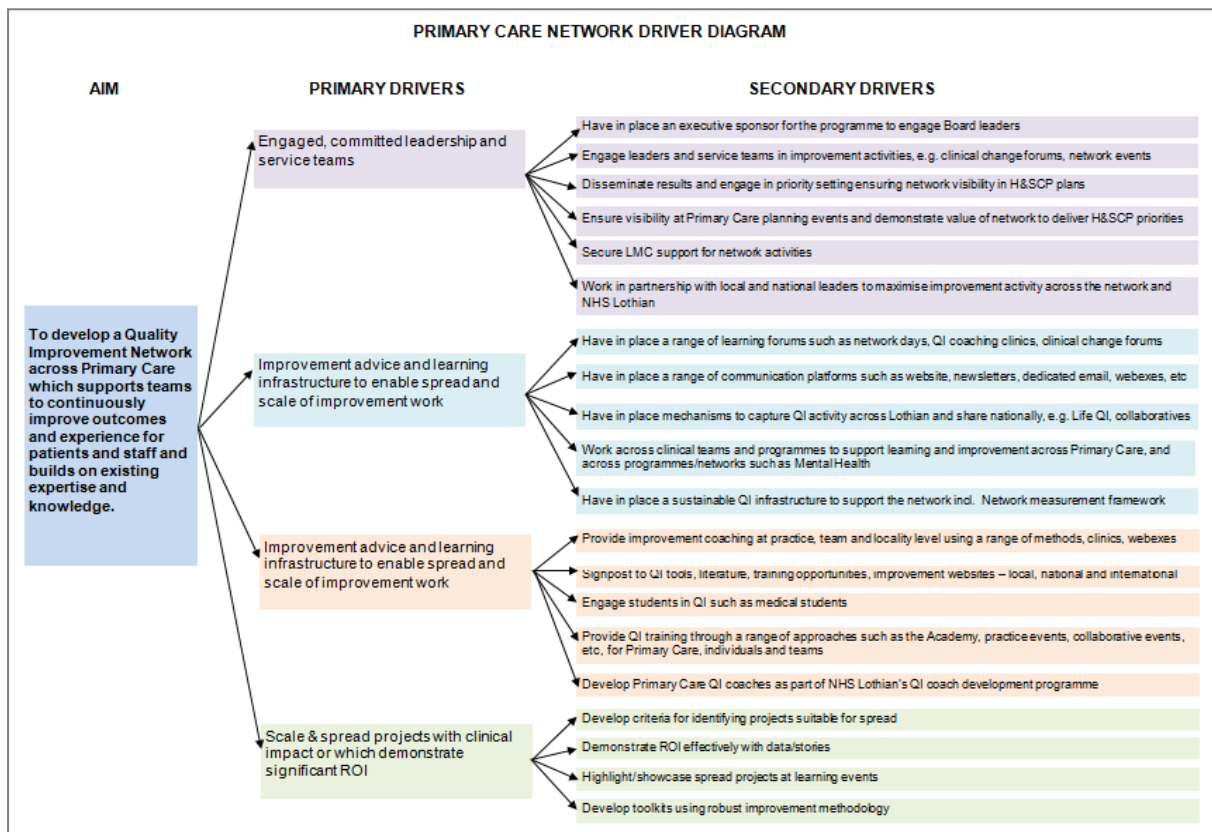 PRIMARY CARE NETWORK DRIVER DIAGRAM
AIM
PRIMARY DRIVERS
SECONDARY DRIVERS
To develop a Quality
Improvement Network
across Primary Care
which supports teams
to continuously
improve outcomes
and experience for
patients and staff and
builds on existing
expertise and
knowledge.
Engaged, committed leadership and
service teams
Have in place an executive sponsor for the programme to engage Board leaders
Engage leaders and service teams in improvement activities, e.g. clinical change forums, network events
Disseminate results and engage in priority setting ensuring network visibility in H&SCP plans
Ensure visibility at Primary Care planning events and demonstrate value of network to deliver H&SCP priorities
Secure LMC support for network activities
Work in partnership with local and national leaders to maximise improvement activity across the network and
NHS Lothian
Improvement advice and learning
infrastructure to enable spread and
scale of improvement work
Have in place a range of learning forums such as network days, QI coaching clinics, clinical change forums
Have in place a range of communication platforms such as website, newsletters, dedicated email, webexes, etc
Have in place mechanisms to capture QI activity across Lothian and share nationally, e.g. Life QI, collaboratives
Work across clinical teams and programmes to support learning and improvement across Primary Care, and
across programmes/networks such as Mental Health
Have in place a sustainable QI infrastructure to support the network incl. Network measurement framework
Improvement advice and learning
infrastructure to enable spread and
scale of improvement work
Provide improvement coaching at practice, team and locality level using a range of methods, clinics, webexes
Signpost to QI tools, literature, training opportunities, improvement websites – local, national and international
Engage students in QI such as medical students
Provide QI training through a range of approaches such as the Academy, practice events, collaborative events,
etc, for Primary Care, individuals and teams
Develop Primary Care QI coaches as part of NHS Lothian's QI coach development programme
Scale & spread projects with clinical
impact or which demonstrate
significant ROI
Develop criteria for identifying projects suitable for spread
Demonstrate ROI effectively with data/stories
Highlight/showcase spread projects at learning events
Develop toolkits using robust improvement methodology